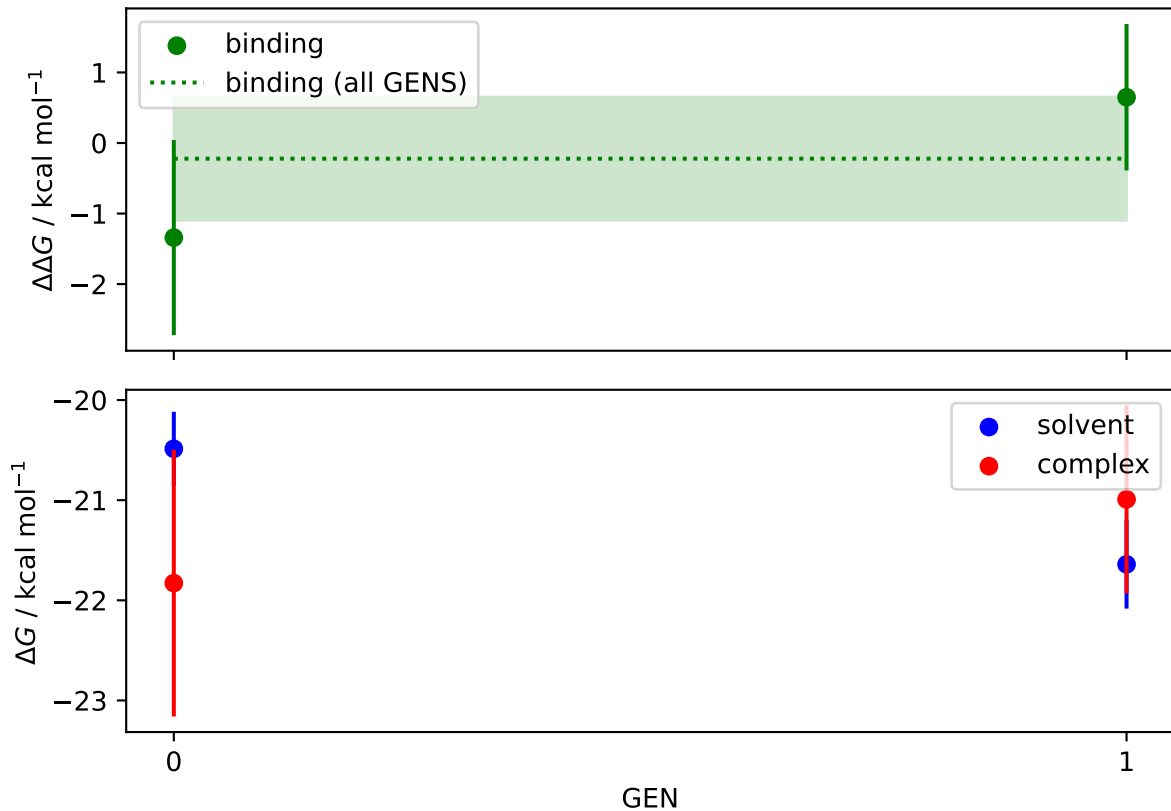 binding
binding (all GENS)
1
0
−1
−2
ΔΔG / kcal mol⁻¹
solvent
complex
−20
−21
−22
−23
ΔG / kcal mol⁻¹
0
1
GEN